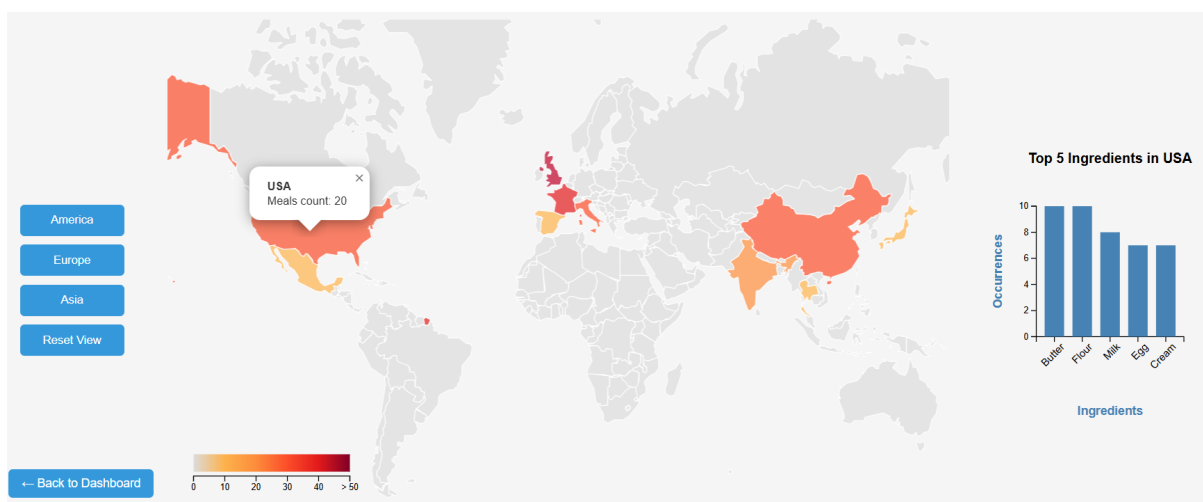 America
Europe
Asia
Reset View
← Back to Dashboard
USA
×
Meals count: 20
0 10 20 30 40 > 50
Top 5 Ingredients in USA
Occurrences
10
8
6
4
2
0
Butter Flour Milk Egg Cream
Ingredients